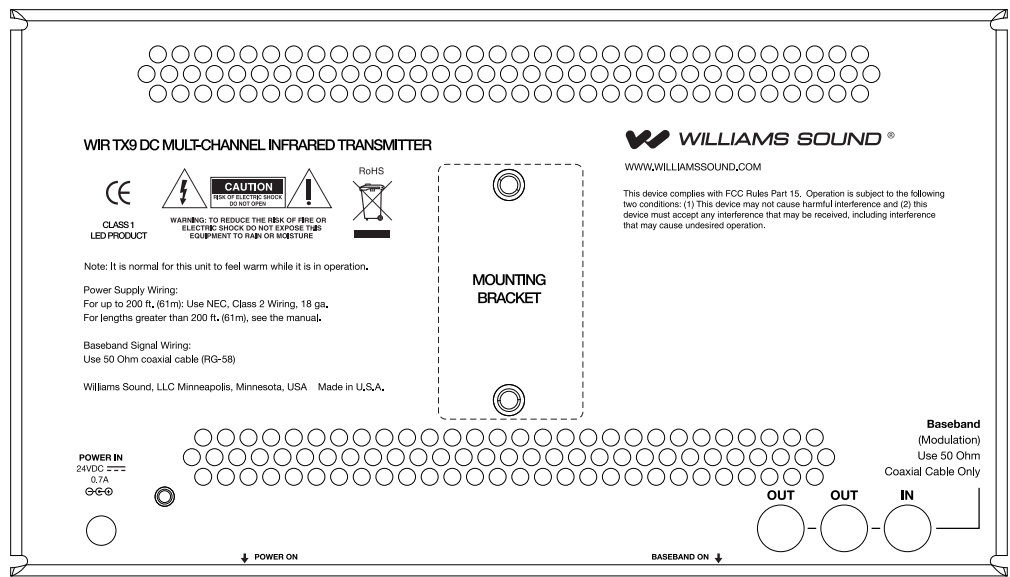 WIR TX9 DC MULT-CHANNEL INFRARED TRANSMITTER
CE
CLASS 1
LED PRODUCT
CAUTION
RISK OF ELECTRIC SHOCK
DO NOT OPEN
WARNING: TO REDUCE THE RISK OF FIRE OR
ELECTRIC SHOCK DO NOT EXPOSE THIS
EQUIPMENT TO RAIN OR MOISTURE
RoHS
Note: It is normal for this unit to feel warm while it is in operation.
Power Supply Wiring:
For up to 200 ft. (61m): Use NEC, Class 2 Wiring, 18 ga.
For lengths greater than 200 ft. (61m), see the manual.
Baseband Signal Wiring:
Use 50 Ohm coaxial cable (RG-58)
Williams Sound, LLC Minneapolis, Minnesota, USA Made in U.S.A.
MOUNTING
BRACKET
WILLIAMS SOUND ®
WWW.WILLIAMSSOUND.COM
This device complies with FCC Rules Part 15. Operation is subject to the following
two conditions: (1) This device may not cause harmful interference and (2) this
device must accept any interference that may be received, including interference
that may cause undesired operation.
POWER IN
24VDC
0.7A
Baseband
(Modulation)
Use 50 Ohm
Coaxial Cable Only
OUT OUT IN
POWER ON
BASEBAND ON